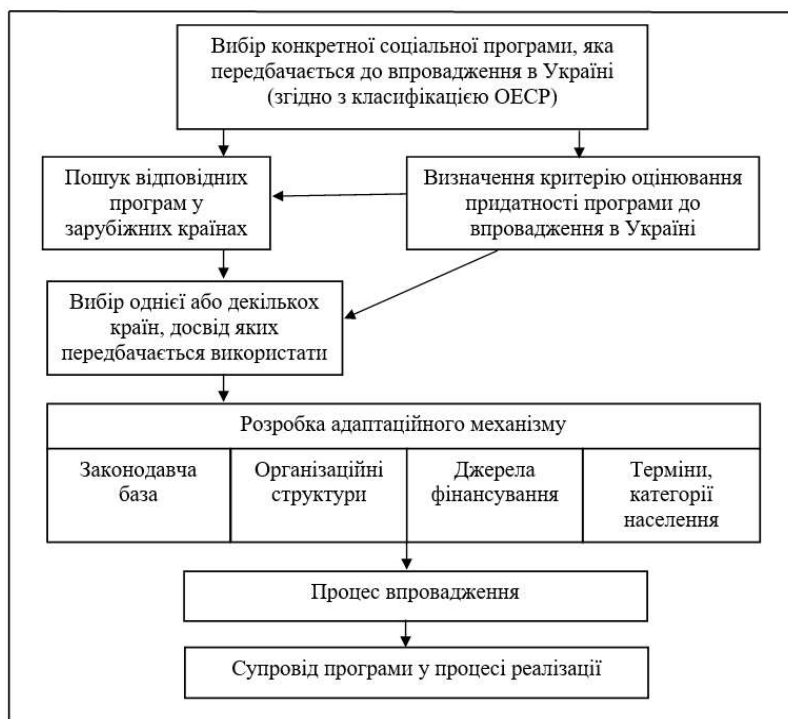 Вибір конкретної соціальної програми, яка
передбачається до впровадження в Україні
(згідно з класифікацією ОЕСР)
Пошук відповідних
програм у
зарубіжних країнах
Визначення критерію оцінювання
придатності програми до
впровадження в Україні
Вибір однієї або декількох
країн, досвід яких
передбачається використати
Розробка адаптаційного механізму
Законодавча
база
Організаційні
структури
Джерела
фінансування
Терміни,
категорії
населення
Процес впровадження
Супровід програми у процесі реалізації